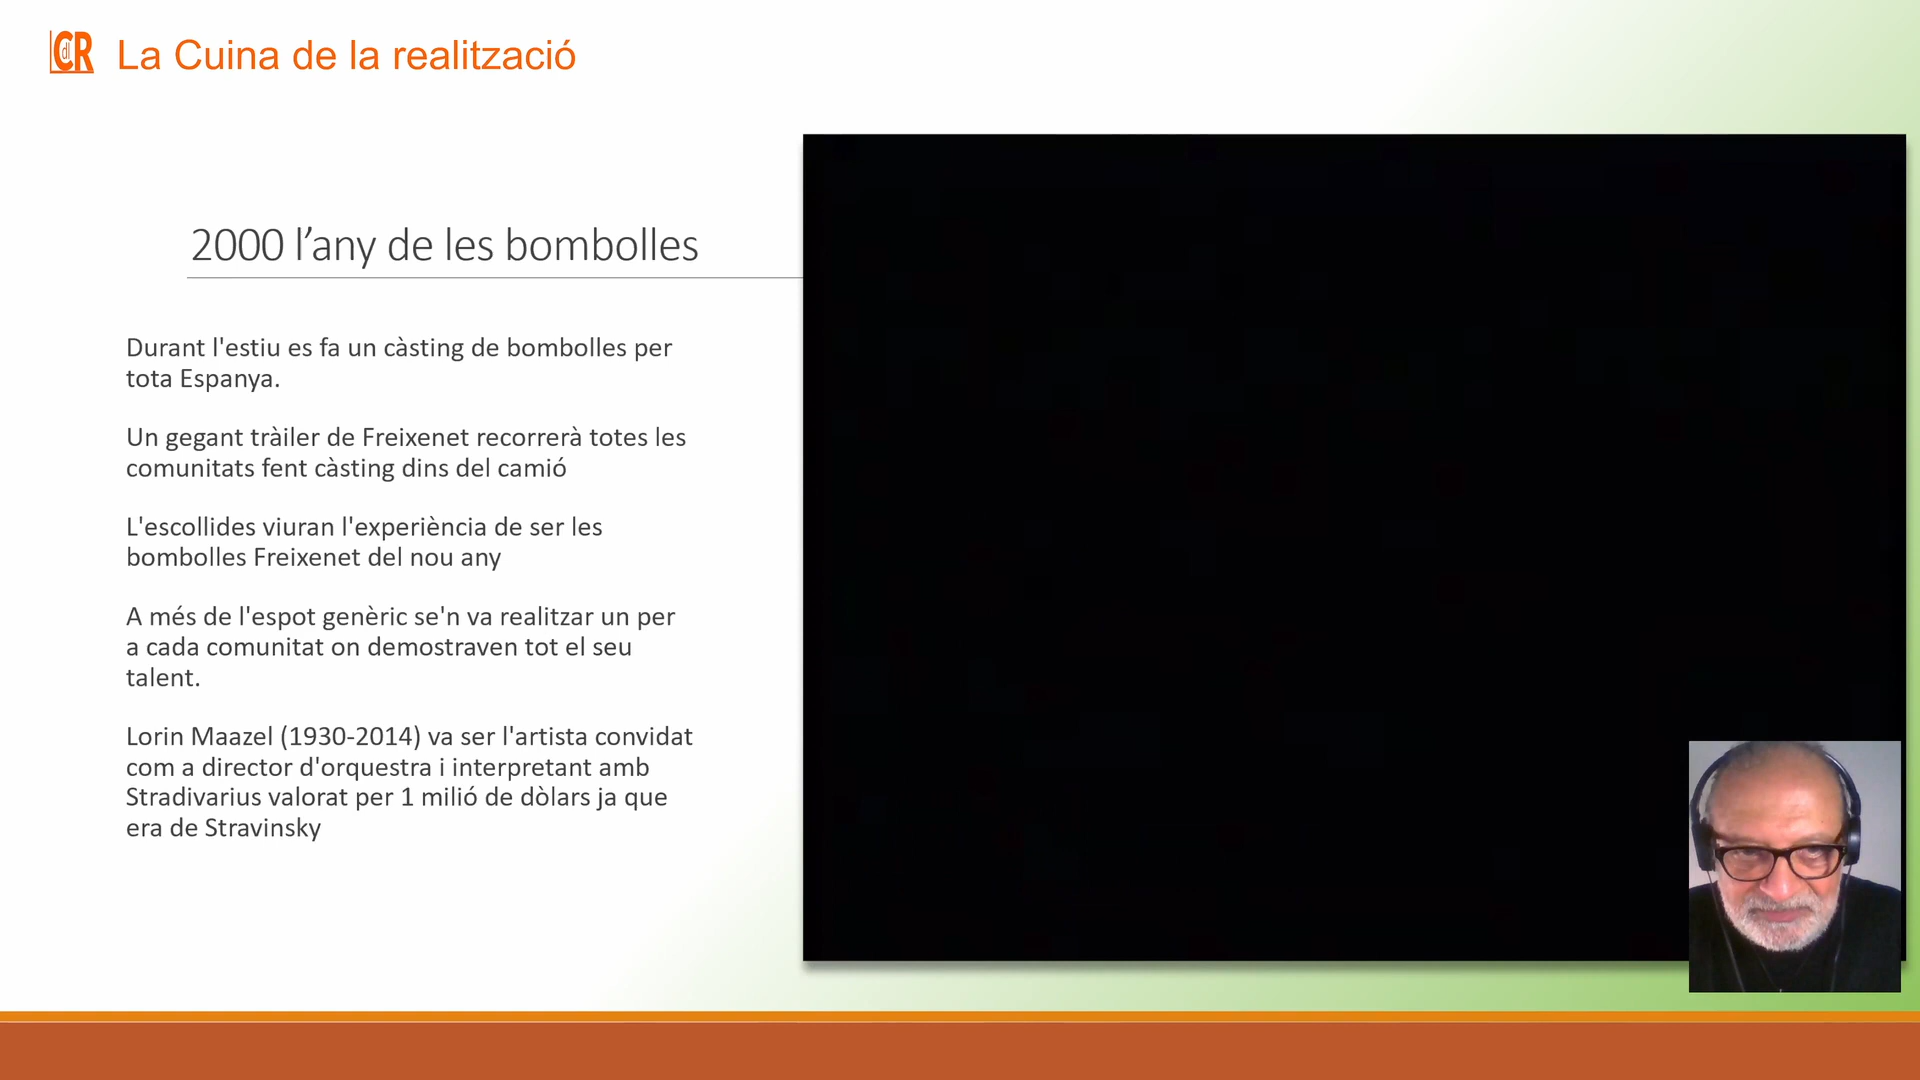 CdlR La Cuina de la realització
2000 l’any de les bombolles
Durant l'estiu es fa un càsting de bombolles per
tota Espanya.
Un gegant tràiler de Freixenet recorrerà totes les
comunitats fent càsting dins del camió
L'escollides viuran l'experiència de ser les
bombolles Freixenet del nou any
A més de l'espot genèric se'n va realitzar un per
a cada comunitat on demostraven tot el seu
talent.
Lorin Maazel (1930-2014) va ser l'artista convidat
com a director d'orquestra i interpretant amb
Stradivarius valorat per 1 milió de dòlars ja que
era de Stravinsky